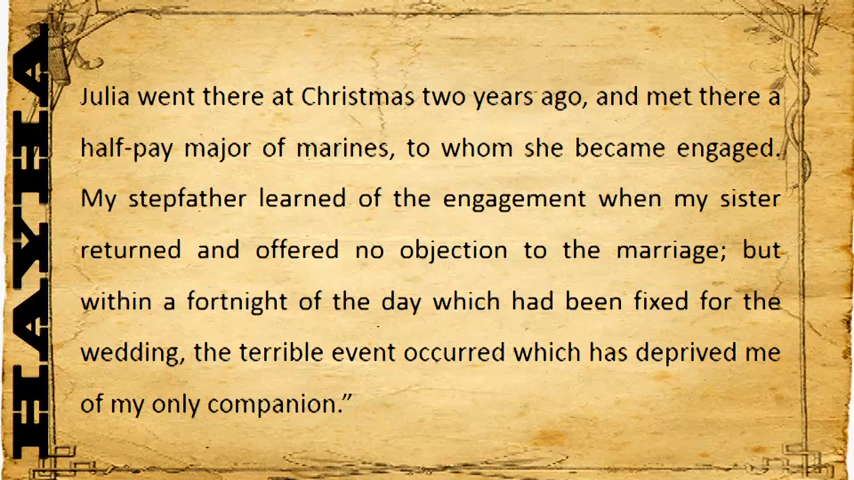 HAYHA
Julia went there at Christmas two years ago, and met there a
half-pay major of marines, to whom she became engaged.
My stepfather learned of the engagement when my sister
returned and offered no objection to the marriage; but
within a fortnight of the day which had been fixed for the
wedding, the terrible event occurred which has deprived me
of my only companion.”